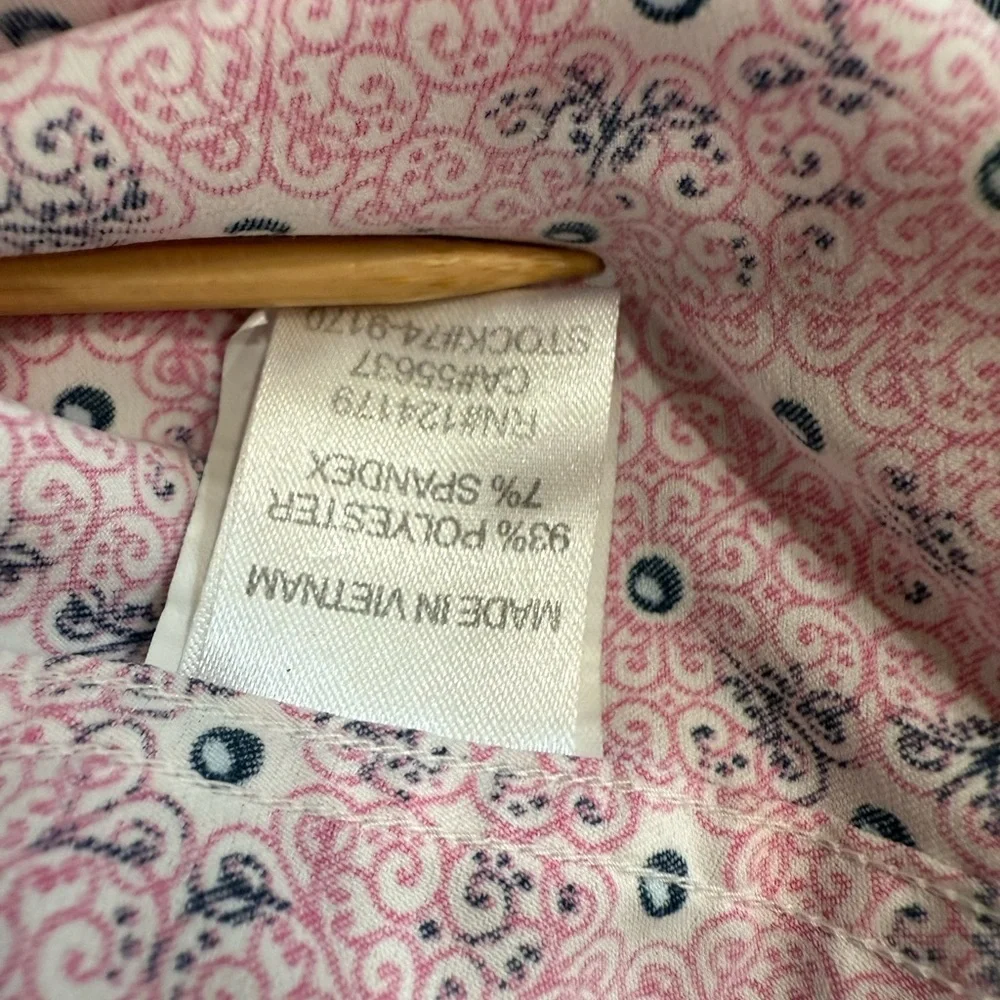 MADE IN VIETNAM
93% POLYESTER
7% SPANDEX
RN#124179
CA#55637
STOCK#74-9170